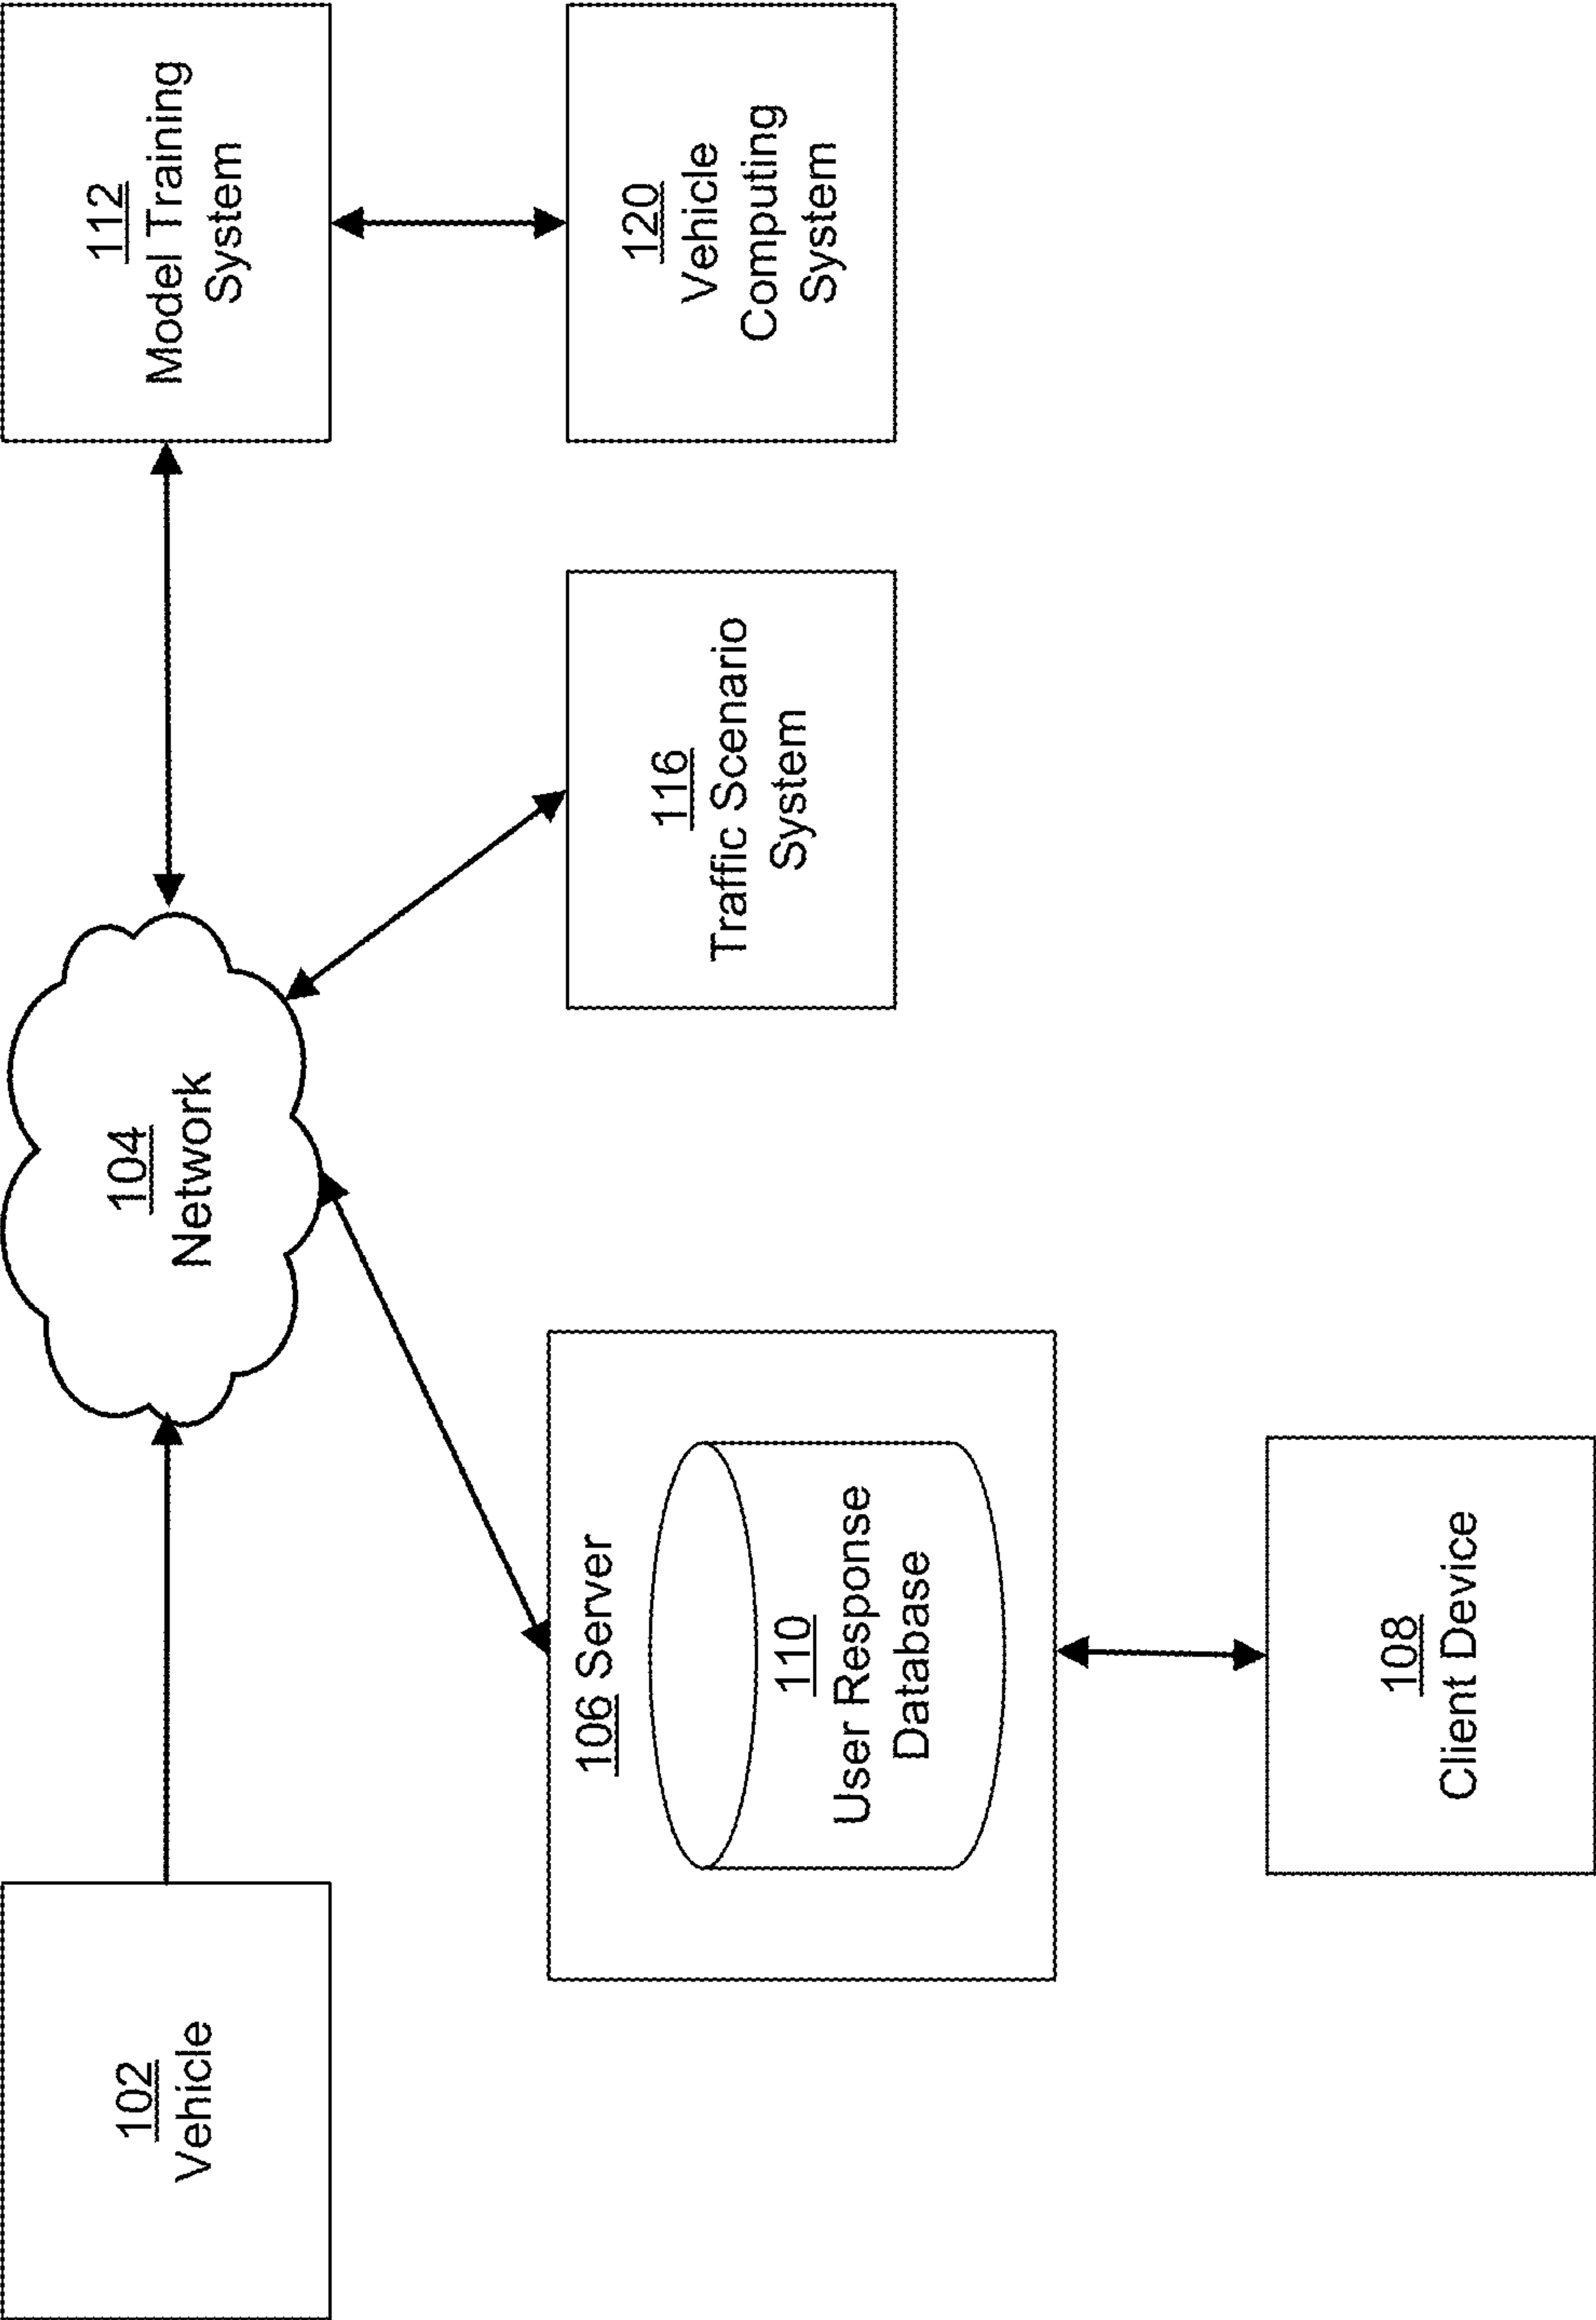 102
Vehicle
104
Network
112
Model Training
System
106 Server
110
User Response
Database
116
Traffic Scenario
System
120
Vehicle
Computing
System
108
Client Device